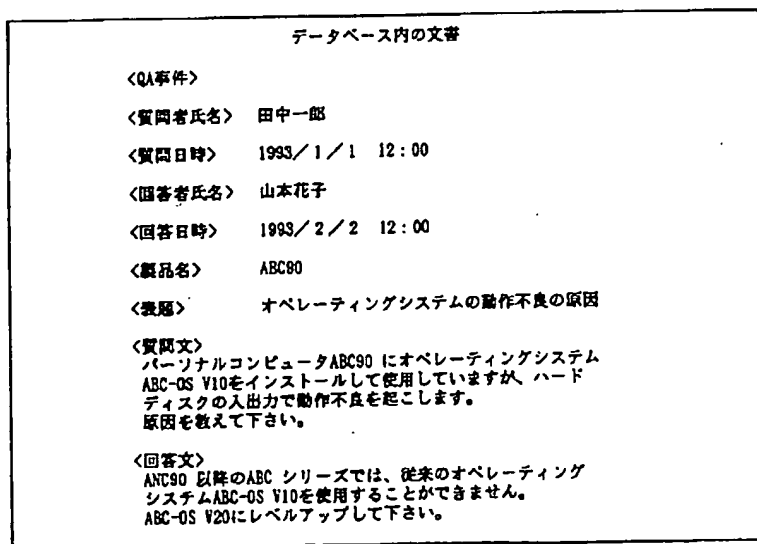 データベース内の文書
<QA事件>
<質問者氏名> 田中一郎
<質問日時> 1993/1/1 12:00
<回答者氏名> 山本花子
<回答日時> 1993/2/2 12:00
<製品名> ABC90
<表題> オペレーティングシステムの動作不良の原因
<質問文>
パーソナルコンピュータABC90 にオペレーティングシステム
ABC-OS V10をインストールして使用していますが、ハード
ディスクの入出力で動作不良を起こします。
原因を教えて下さい。
<回答文>
ANC90 以降のABC シリーズでは、従来のオペレーティング
システムABC-OS V10を使用することができません。
ABC-OS V20にレベルアップして下さい。